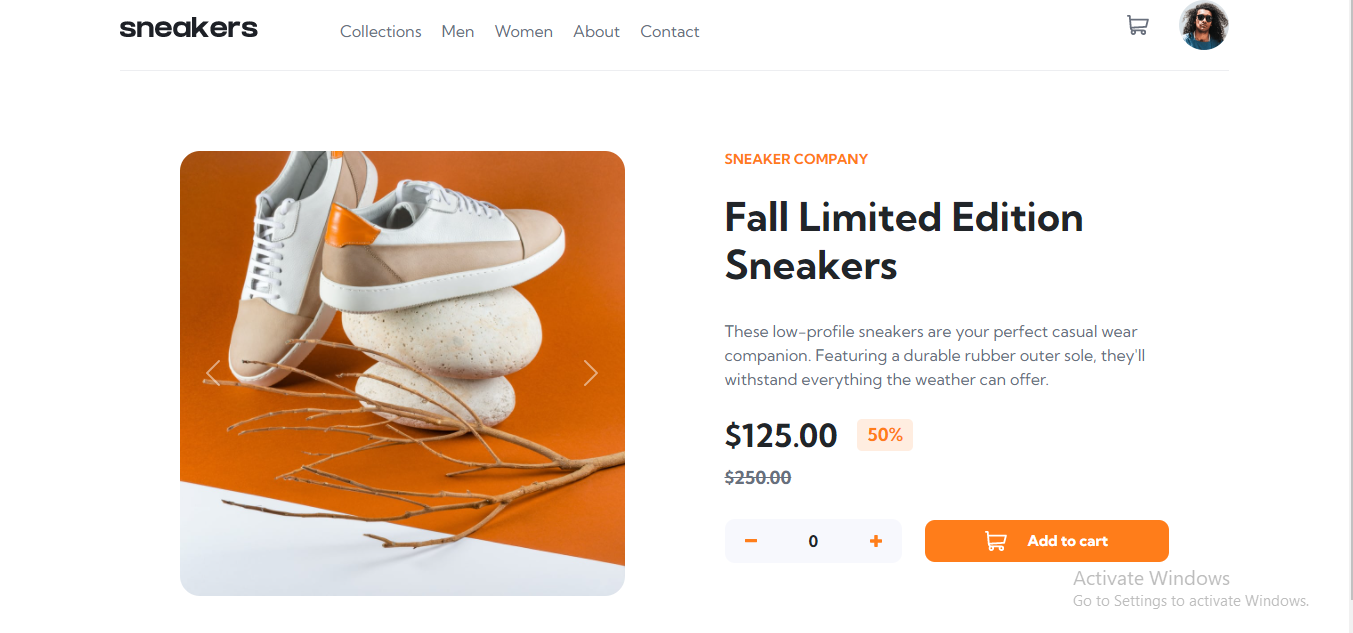 sneakers
Collections Men Women About Contact
SNEAKER COMPANY
Fall Limited Edition
Sneakers
These low-profile sneakers are your perfect casual wear
companion. Featuring a durable rubber outer sole, they'll
withstand everything the weather can offer.
$125.00 50%
$250.00
0 Add to cart
Activate Windows
Go to Settings to activate Windows.